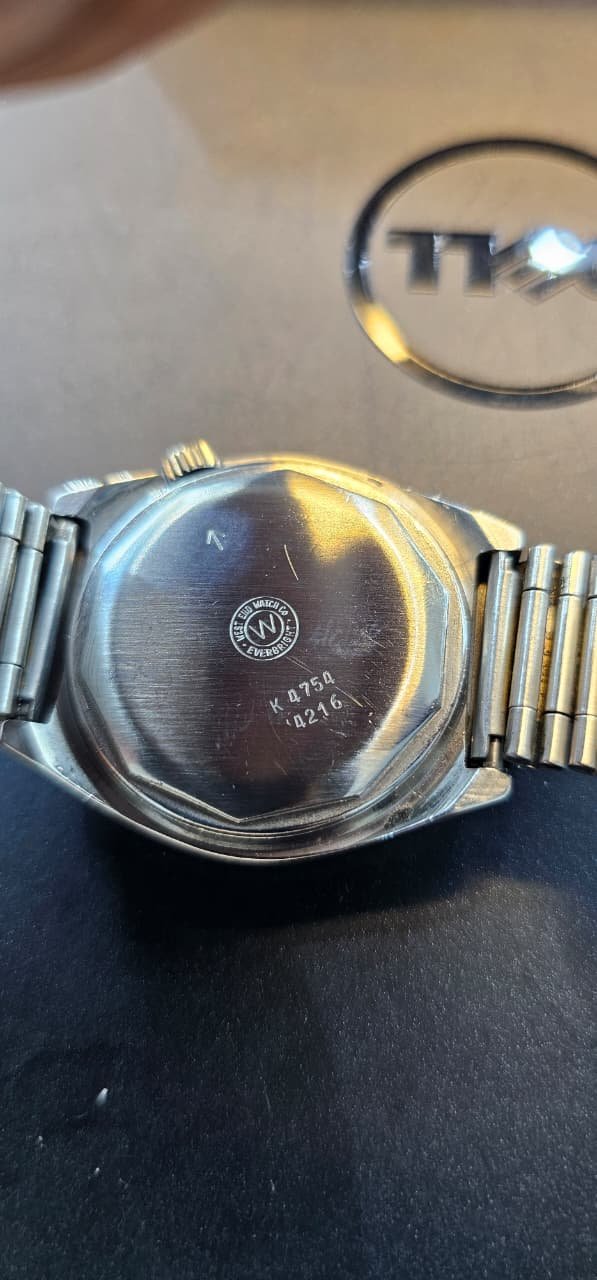 WEST END WATCH CO
W
· EVERBRIGHT ·
K 4754
4216